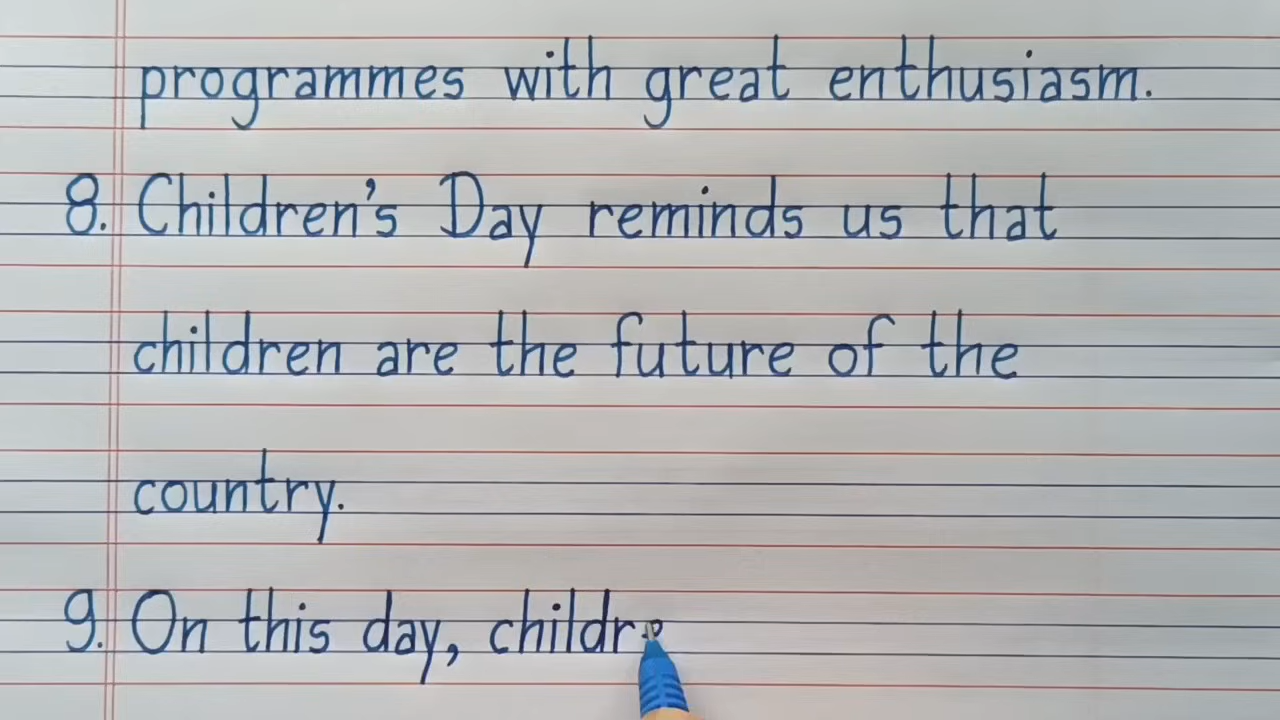 programmes with great enthusiasm.
8. Children's Day reminds us that
children are the future of the
country.
9. On this day, childre